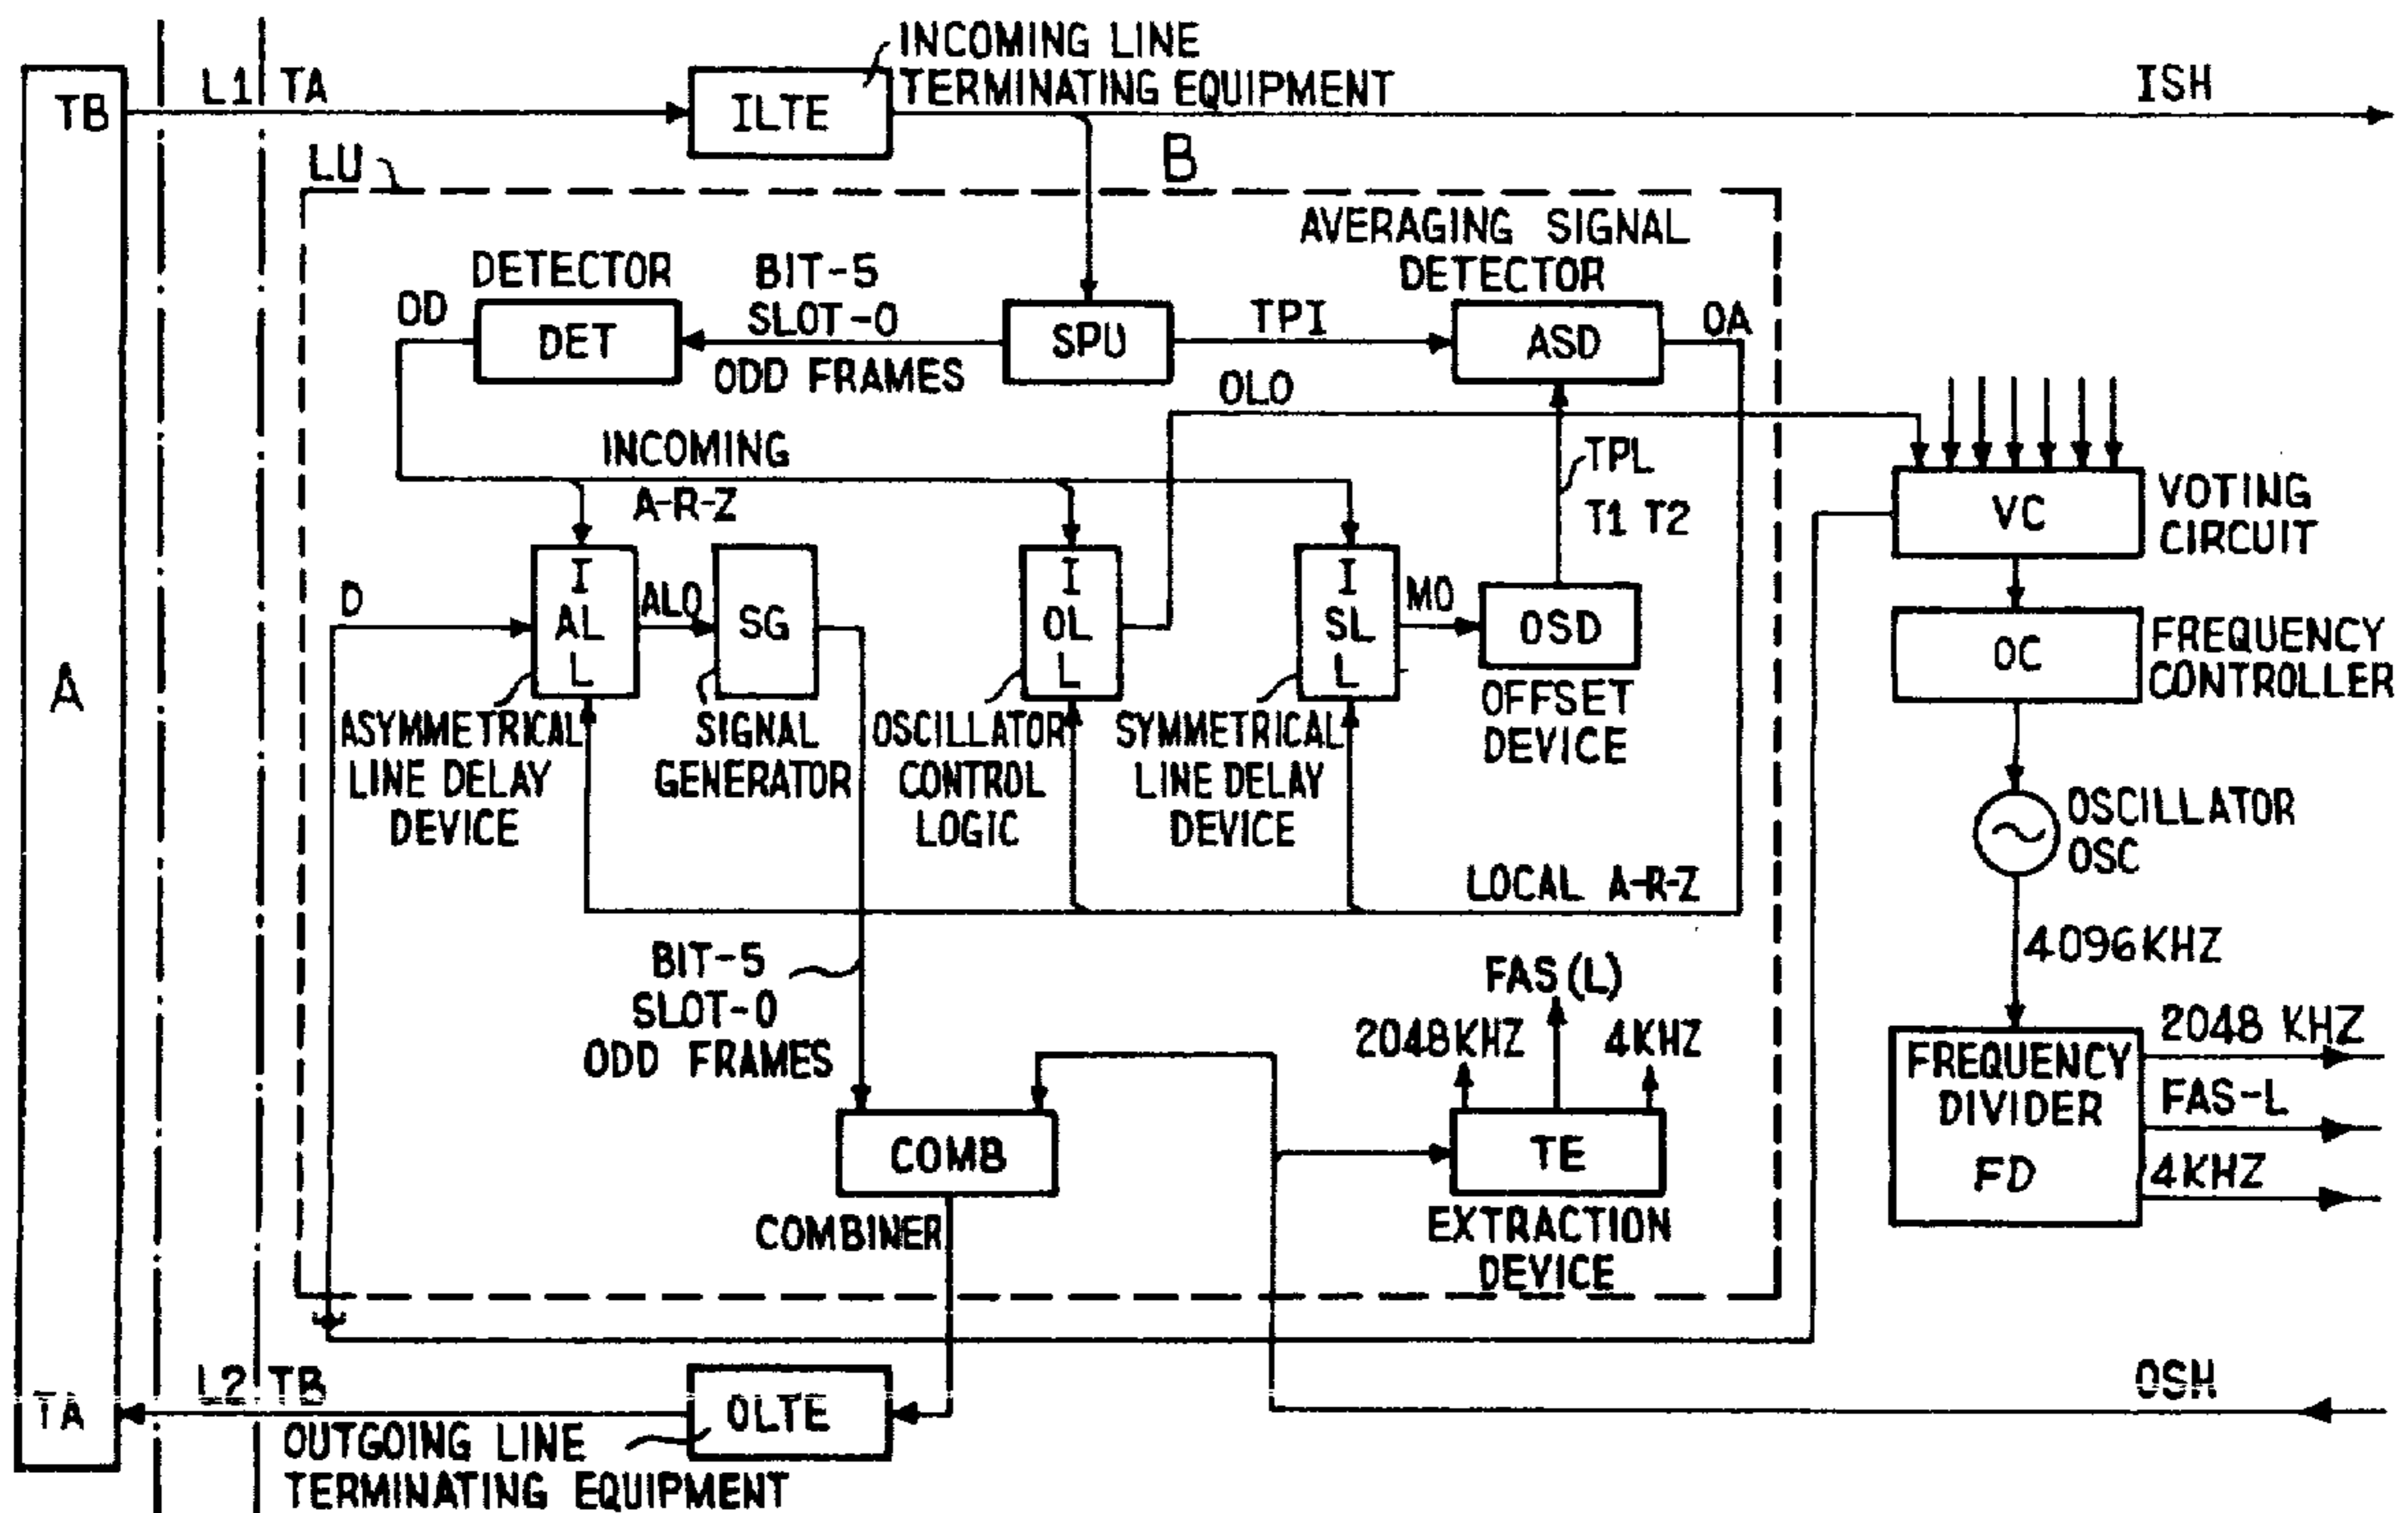 INCOMING LINE
TERMINATING EQUIPMENT
TB
L1
TA
ILTE
ISH
B
LU
AVERAGING SIGNAL
DETECTOR
DETECTOR
BIT-5
SLOT-0
ODD FRAMES
OD
DET
SPU
TPI
ASD
OA
OLO
INCOMING
A-R-Z
TPL
T1 T2
VC
VOTING
CIRCUIT
D
I
AL
L
ALO
SG
I
OL
L
I
SL
L
MO
OSD
OC
FREQUENCY
CONTROLLER
A
ASYMMETRICAL
LINE DELAY
DEVICE
SIGNAL
GENERATOR
OSCILLATOR
CONTROL
LOGIC
SYMMETRICAL
LINE DELAY
DEVICE
OFFSET
DEVICE
OSCILLATOR
OSC
LOCAL A-R-Z
4096KHZ
BIT-5
SLOT-0
ODD FRAMES
FAS(L)
2048KHZ
4KHZ
FREQUENCY
DIVIDER
FD
2048 KHZ
FAS-L
4KHZ
COMB
COMBINER
TE
EXTRACTION
DEVICE
TA
L2
TB
OLTE
OSH
OUTGOING LINE
TERMINATING EQUIPMENT